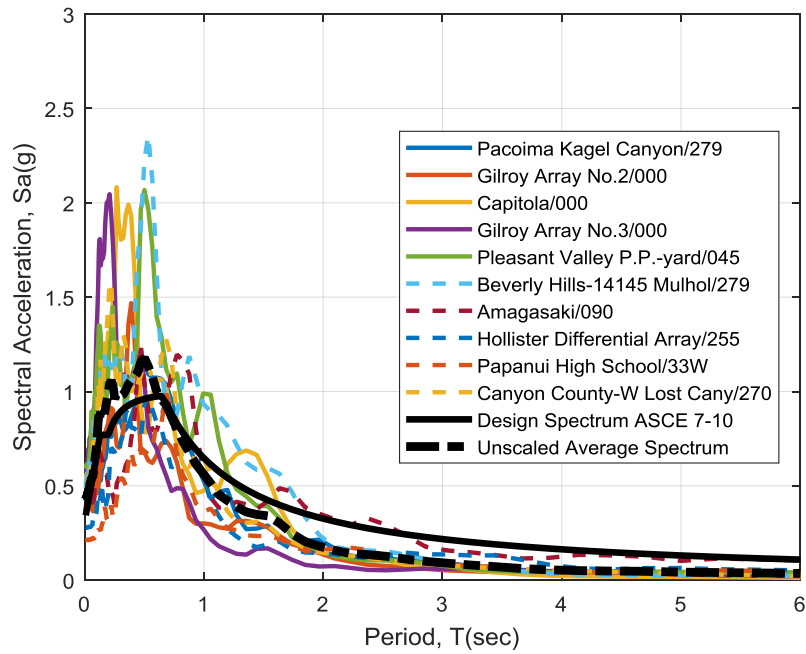 3
2.5
2
1.5
1
0.5
0
Spectral Acceleration, Sa(g)
Pacoima Kagel Canyon/279
Gilroy Array No.2/000
Capitola/000
Gilroy Array No.3/000
Pleasant Valley P.P.-yard/045
Beverly Hills-14145 Mulhol/279
Amagasaki/090
Hollister Differential Array/255
Papanui High School/33W
Canyon County-W Lost Cany/270
Design Spectrum ASCE 7-10
Unscaled Average Spectrum
0 1 2 3 4 5 6
Period, T(sec)